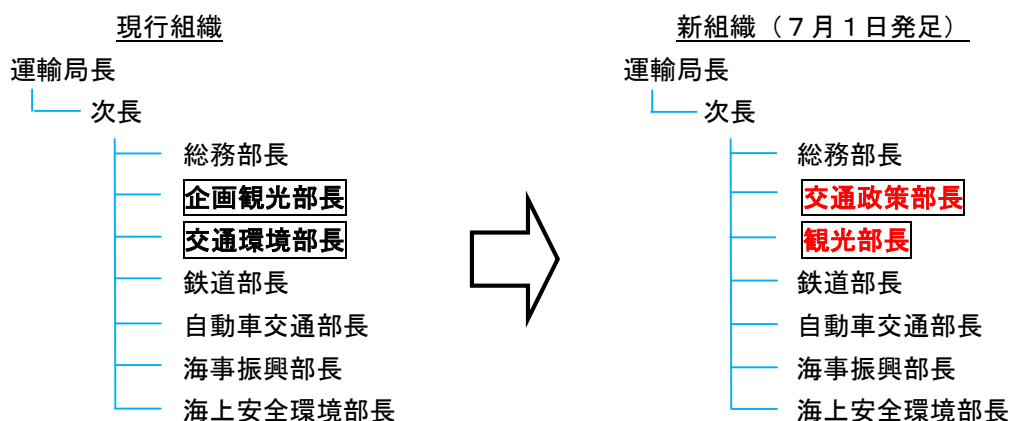 現行組織
運輸局長
次長
総務部長
企画観光部長
交通環境部長
鉄道部長
自動車交通部長
海事振興部長
海上安全環境部長
新組織（７月１日発足）
運輸局長
次長
総務部長
交通政策部長
観光部長
鉄道部長
自動車交通部長
海事振興部長
海上安全環境部長